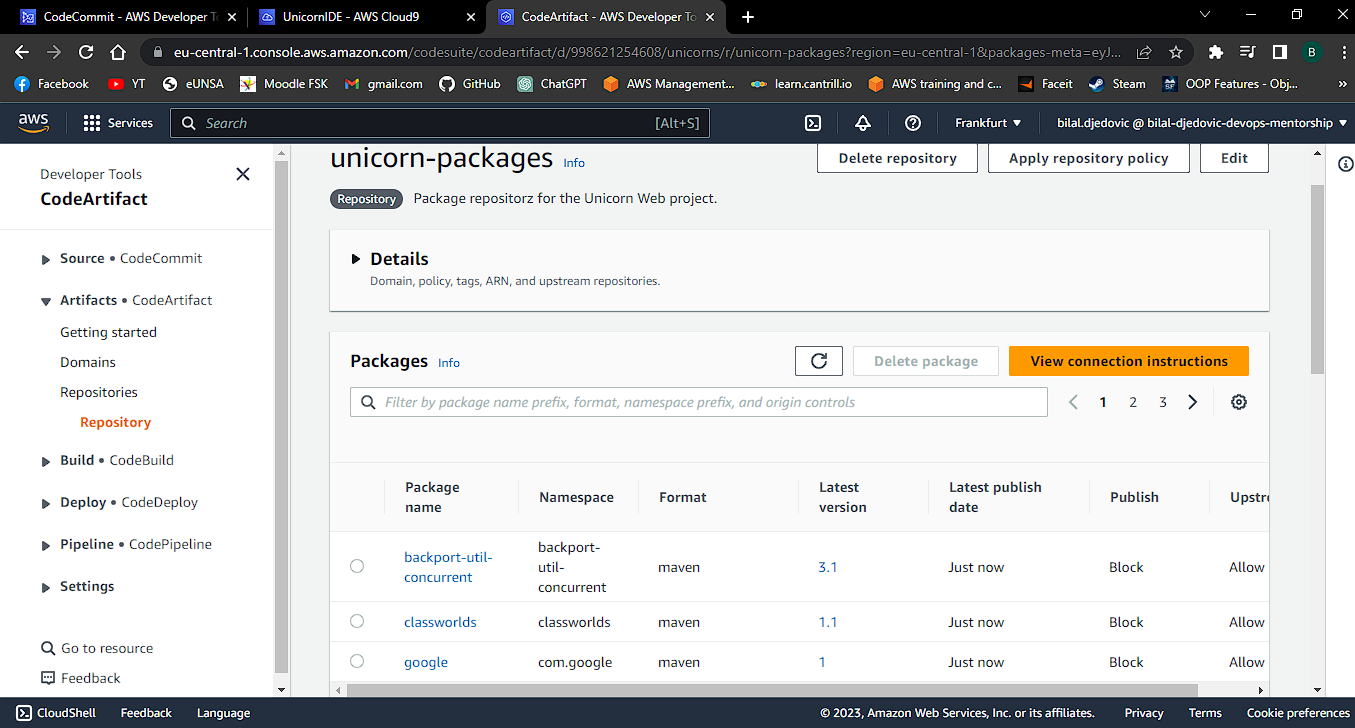 CodeCommit - AWS Developer To
UnicornIDE - AWS Cloud9
CodeArtifact - AWS Developer To
eu-central-1.console.aws.amazon.com/codesuite/codeartifact/d/998621254608/unicorns/r/unicorn-packages?region=eu-central-1&packages-meta=eyJ...
B
Facebook
YT
eUNSA
Moodle FSK
gmail.com
GitHub
ChatGPT
AWS Management...
learn.cantrill.io
AWS training and c...
Faceit
Steam
OOP Features - Obj...
»
aws
Services
Search
[Alt+S]
Frankfurt
bilal.djedovic @ bilal-djedovic-devops-mentorship
Developer Tools
CodeArtifact
Source • CodeCommit
Artifacts • CodeArtifact
Getting started
Domains
Repositories
Repository
Build • CodeBuild
Deploy • CodeDeploy
Pipeline • CodePipeline
Settings
Go to resource
Feedback
unicorn-packages Info
Delete repository
Apply repository policy
Edit
Repository Package repositorz for the Unicorn Web project.
Details
Domain, policy, tags, ARN, and upstream repositories.
Packages Info
Delete package
View connection instructions
Filter by package name prefix, format, namespace prefix, and origin controls
1 2 3
Package name
Namespace
Format
Latest version
Latest publish date
Publish
Upstre
backport-util-concurrent
backport-util-concurrent
maven
3.1
Just now
Block
Allow
classworlds
classworlds
maven
1.1
Just now
Block
Allow
google
com.google
maven
1
Just now
Block
Allow
CloudShell
Feedback
Language
© 2023, Amazon Web Services, Inc. or its affiliates.
Privacy
Terms
Cookie preferences